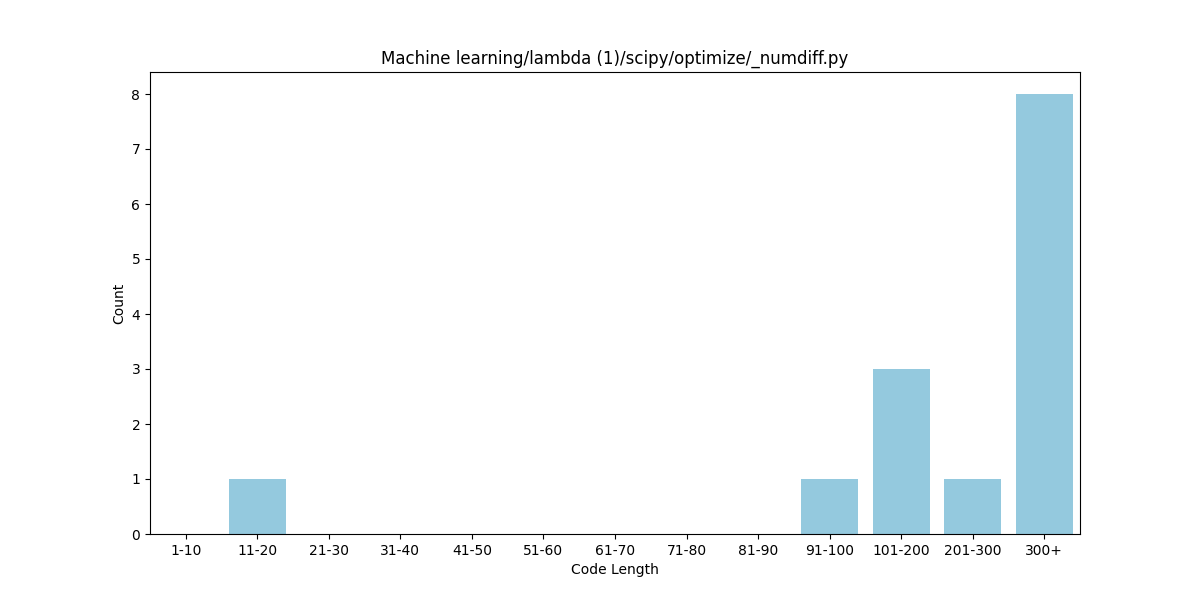 Machine learning/lambda (1)/scipy/optimize/_numdiff.py
8
7
6
5
4
3
2
1
0
Count
1-10 11-20 21-30 31-40 41-50 51-60 61-70 71-80 81-90 91-100 101-200 201-300 300+
Code Length